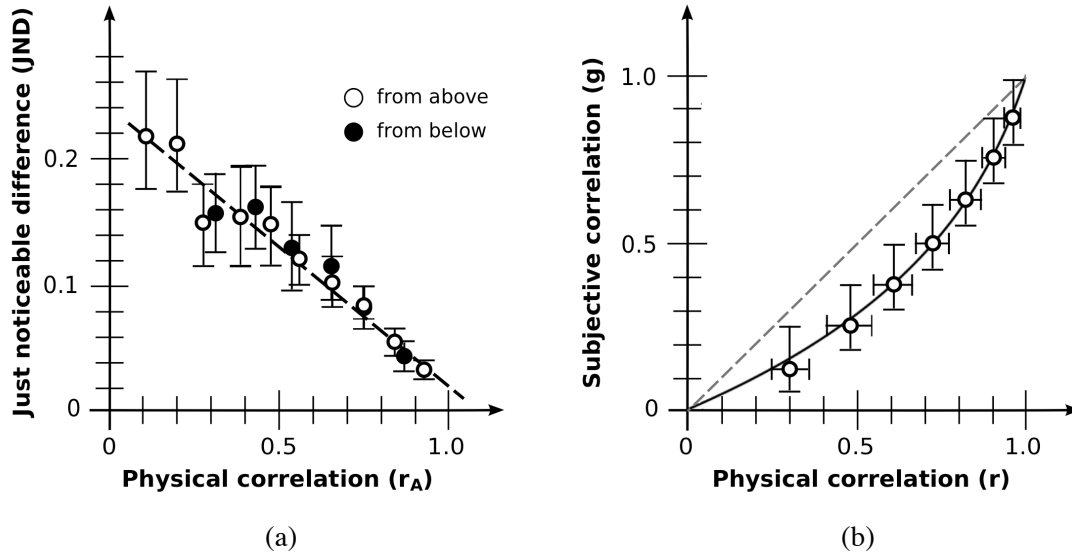 Just noticeable difference (JND)
0.2
0.1
0
0
0.5
1.0
Physical correlation (rA)
from above
from below
(a)
Subjective correlation (g)
1.0
0.5
0
0
0.5
1.0
Physical correlation (r)
(b)